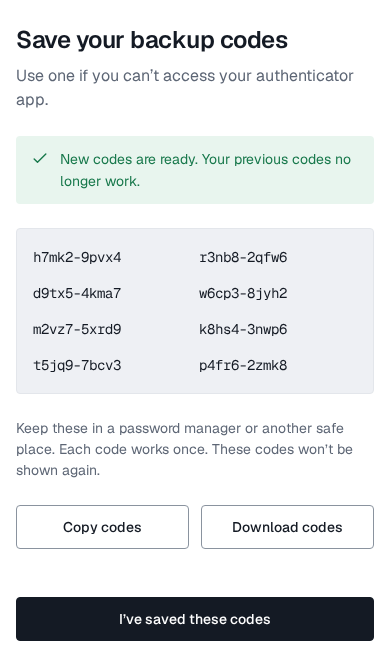 Save your backup codes
Use one if you can’t access your authenticator
app.
New codes are ready. Your previous codes no
longer work.
h7mk2-9pvx4 r3nb8-2qfw6
d9tx5-4kma7 w6cp3-8jyh2
m2vz7-5xrd9 k8hs4-3nwp6
t5jq9-7bcv3 p4fr6-2zmk8
Keep these in a password manager or another safe
place. Each code works once. These codes won’t be
shown again.
Copy codes Download codes
I’ve saved these codes